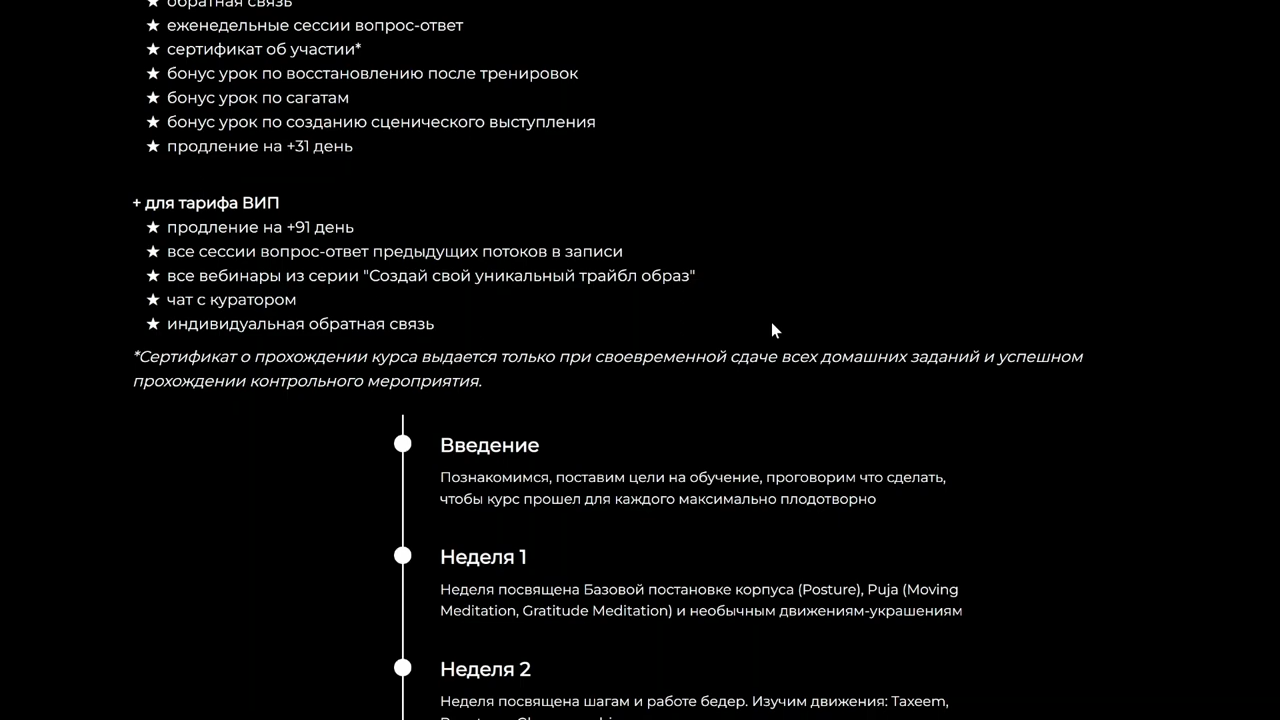 обратная связь
★ еженедельные сессии вопрос-ответ
★ сертификат об участии*
★ бонус урок по восстановлению после тренировок
★ бонус урок по сагатам
★ бонус урок по созданию сценического выступления
★ продление на +31 день
+ для тарифа ВИП
★ продление на +91 день
★ все сессии вопрос-ответ предыдущих потоков в записи
★ все вебинары из серии "Создай свой уникальный трайбл образ"
★ чат с куратором
★ индивидуальная обратная связь
*Сертификат о прохождении курса выдается только при своевременной сдаче всех домашних заданий и успешном
прохождении контрольного мероприятия.
Введение
Познакомимся, поставим цели на обучение, проговорим что сделать,
чтобы курс прошел для каждого максимально плодотворно
Неделя 1
Неделя посвящена Базовой постановке корпуса (Posture), Puja (Moving
Meditation, Gratitude Meditation) и необычным движениям-украшениям
Неделя 2
Неделя посвящена шагам и работе бедер. Изучим движения: Taxeem,